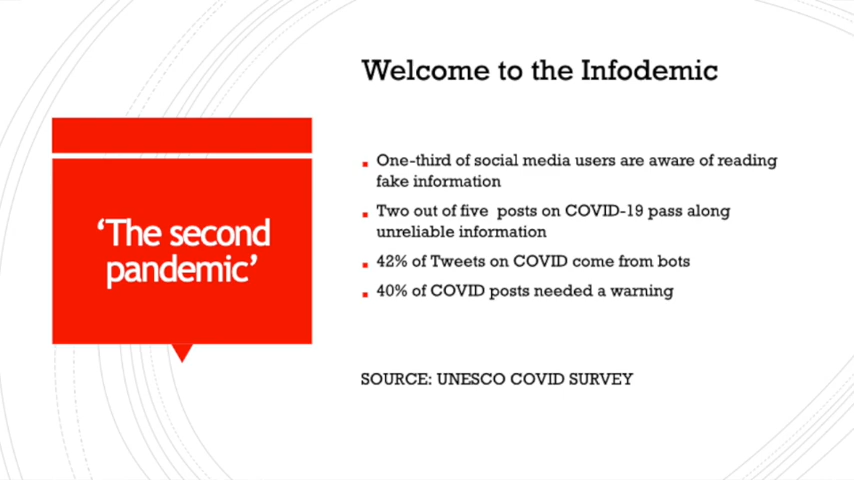 Welcome to the Infodemic
‘The second
pandemic’
One-third of social media users are aware of reading
fake information
Two out of five posts on COVID-19 pass along
unreliable information
42% of Tweets on COVID come from bots
40% of COVID posts needed a warning
SOURCE: UNESCO COVID SURVEY